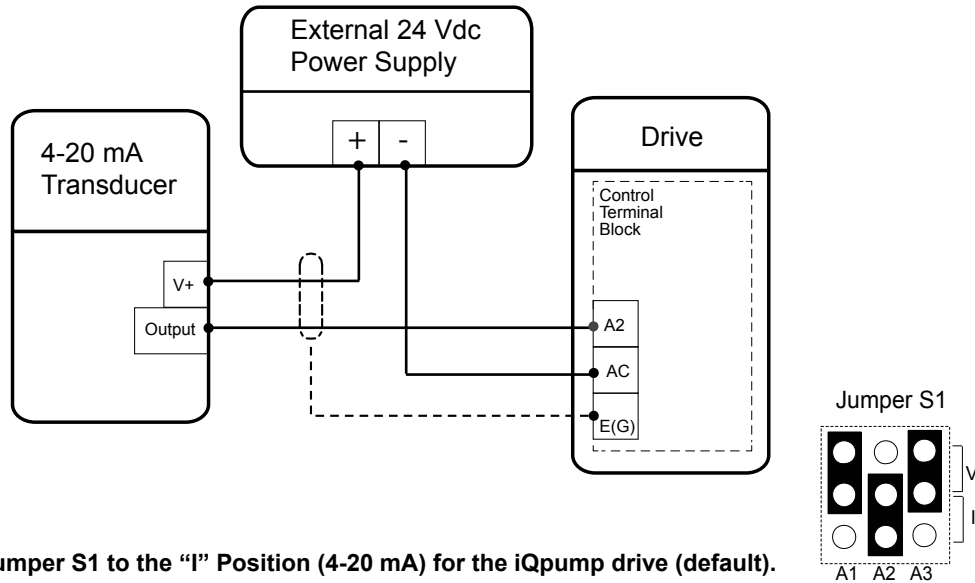 External 24 Vdc
Power Supply
+ -
4-20 mA
Transducer
V+
Output
Drive
Control
Terminal
Block
A2
AC
E(G)
Jumper S1
V
I
A1 A2 A3
umper S1 to the “I” Position (4-20 mA) for the iQpump drive (default).